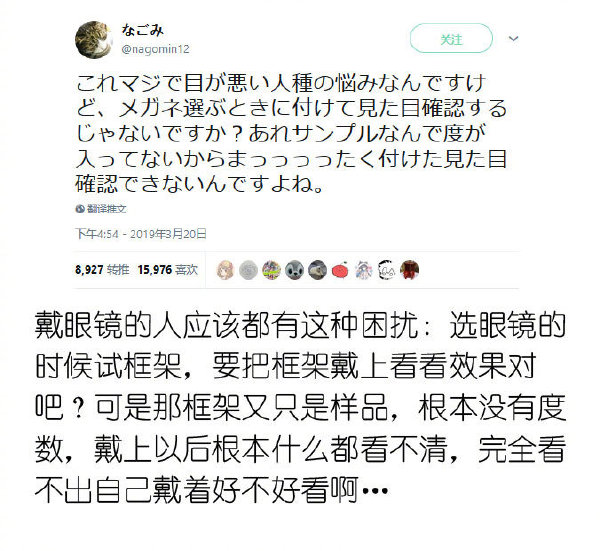 なごみ
@nagomin12
关注
これマジで目が悪い人種の悩みなんですけ
ど、メガネ選ぶときに付けて見た目確認する
じゃないですか？あれサンプルなんで度が
入ってないからまっっっったく付けた見た目
確認できないんですよね。
翻译推文
下午4:54 - 2019年3月20日
8,927 转推 15,976 喜欢
戴眼镜的人应该都有这种困扰：选眼镜的
时候试框架，要把框架戴上看看效果对
吧？可是那框架又只是样品，根本没有度
数，戴上以后根本什么都看不清，完全看
不出自己戴着好不好看啊…